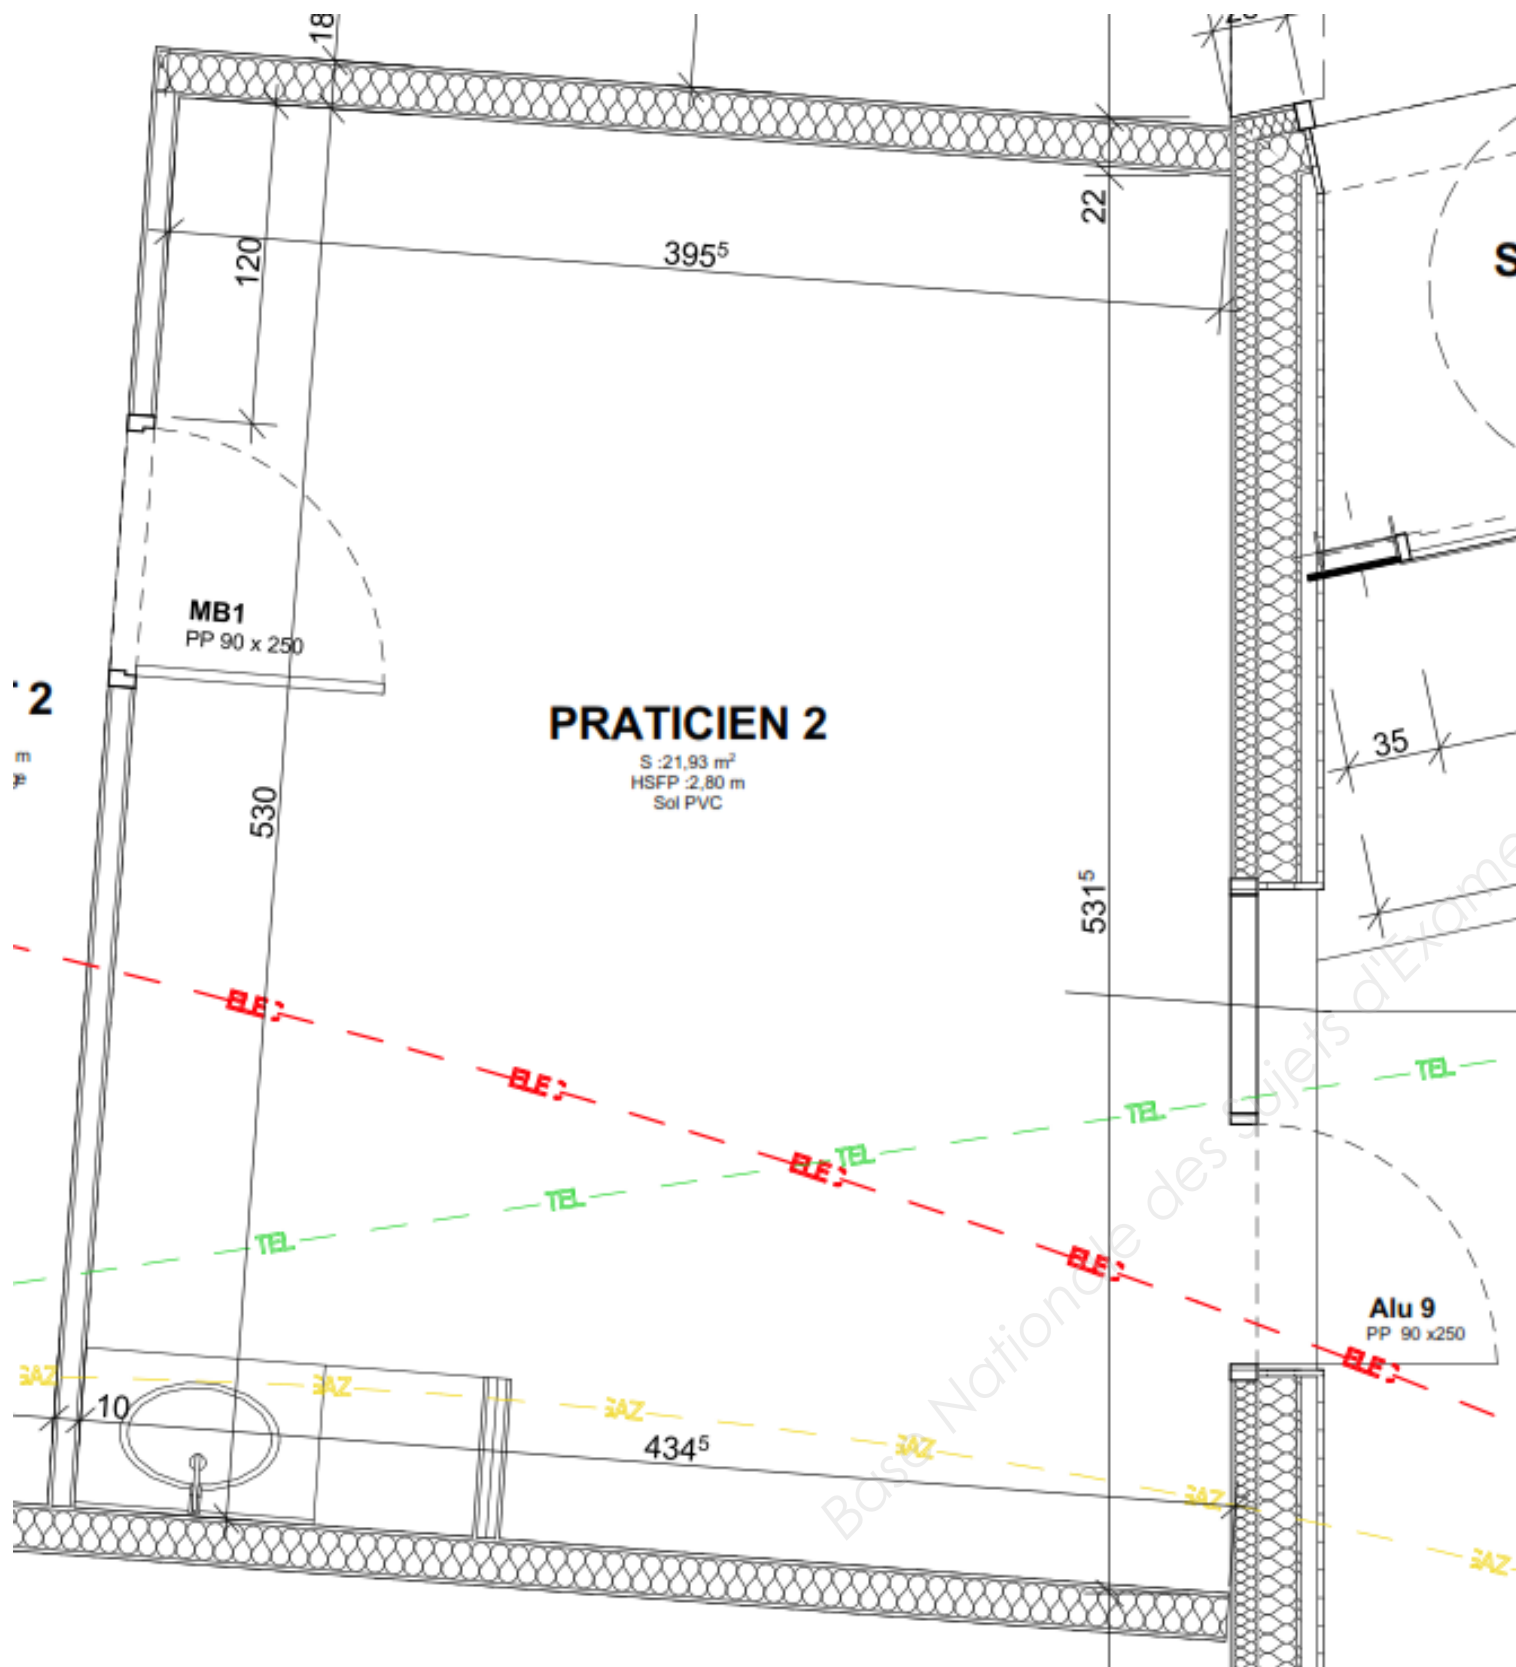 18
22
120
395⁵
S
MB1
PP 90 x 250
2
m
PRATICIEN 2
S :21,93 m²
HSFP :2,80 m
Sol PVC
35
530
531⁵
ELE
ELE
ELE
ELE
ELE
TEL
TEL
TEL
TEL
TEL
Alu 9
PP 90 x250
GAZ
GAZ
GAZ
GAZ
GAZ
GAZ
10
434⁵
Base Nationale des Sujets d'Exame